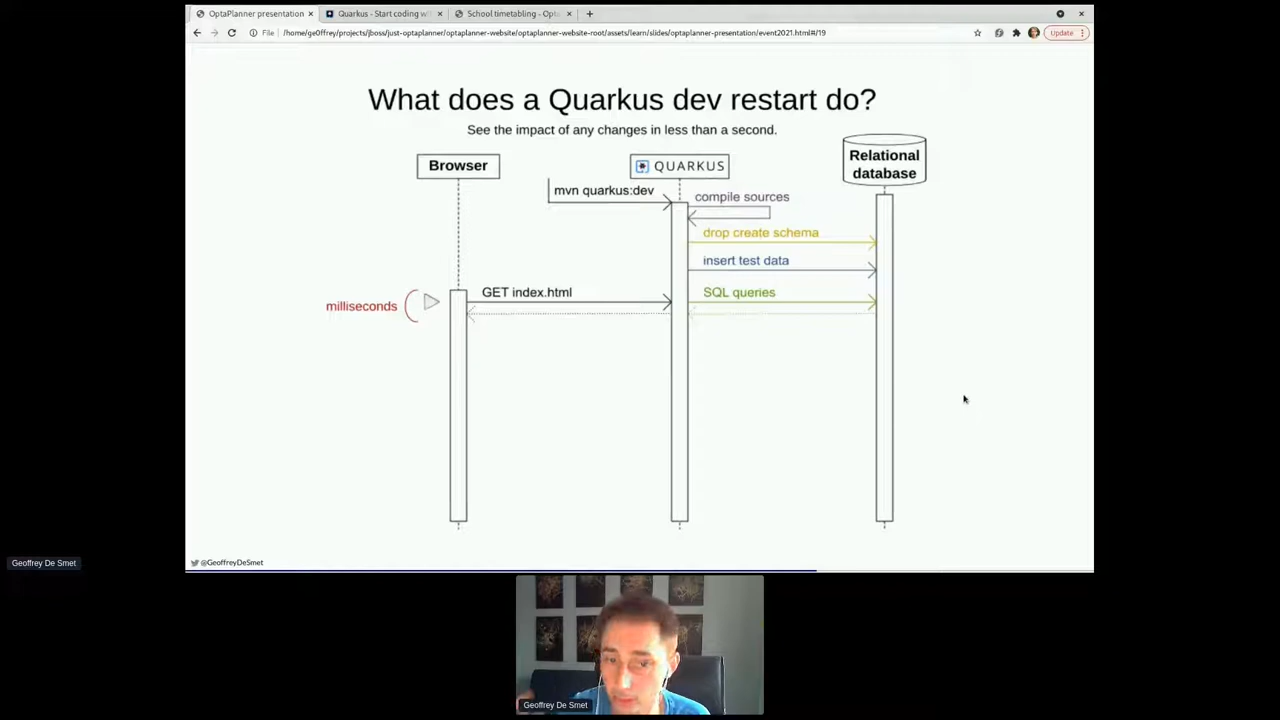 OptaPlanner presentation
Quarkus - Start coding wi
School timetabling - Opt
File
/home/ge0ffrey/projects/jboss/just-optaplanner/optaplanner-website/optaplanner-website-root/assets/learn/slides/optaplanner-presentation/event2021.html#/19
Update
What does a Quarkus dev restart do?
See the impact of any changes in less than a second.
Browser
QUARKUS
Relational
database
mvn quarkus:dev
compile sources
drop create schema
insert test data
GET index.html
SQL queries
milliseconds
@GeoffreyDeSmet
Geoffrey De Smet
Geoffrey De Smet